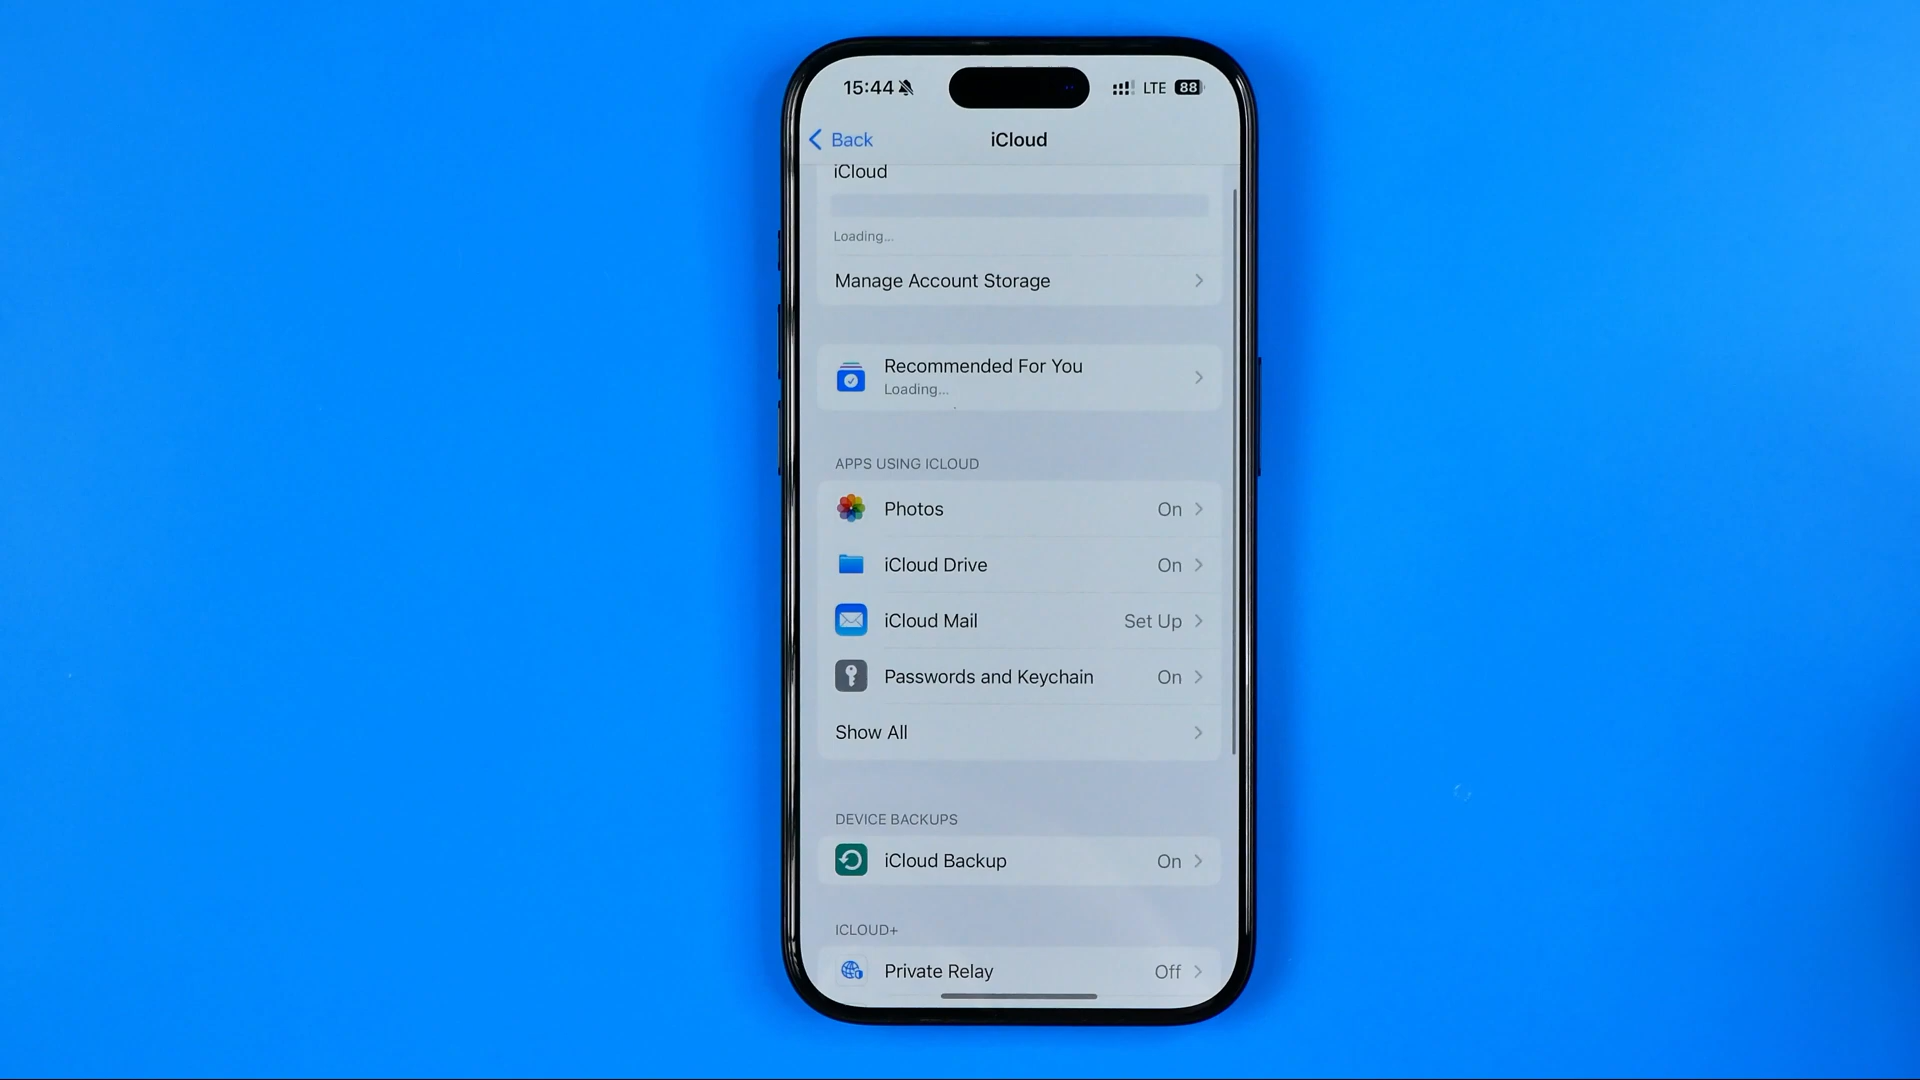 15:44 LTE 88
Back iCloud
iCloud
Loading...
Manage Account Storage
Recommended For You
Loading...
APPS USING ICLOUD
Photos On
iCloud Drive On
iCloud Mail Set Up
Passwords and Keychain On
Show All
DEVICE BACKUPS
iCloud Backup On
ICLOUD+
Private Relay Off